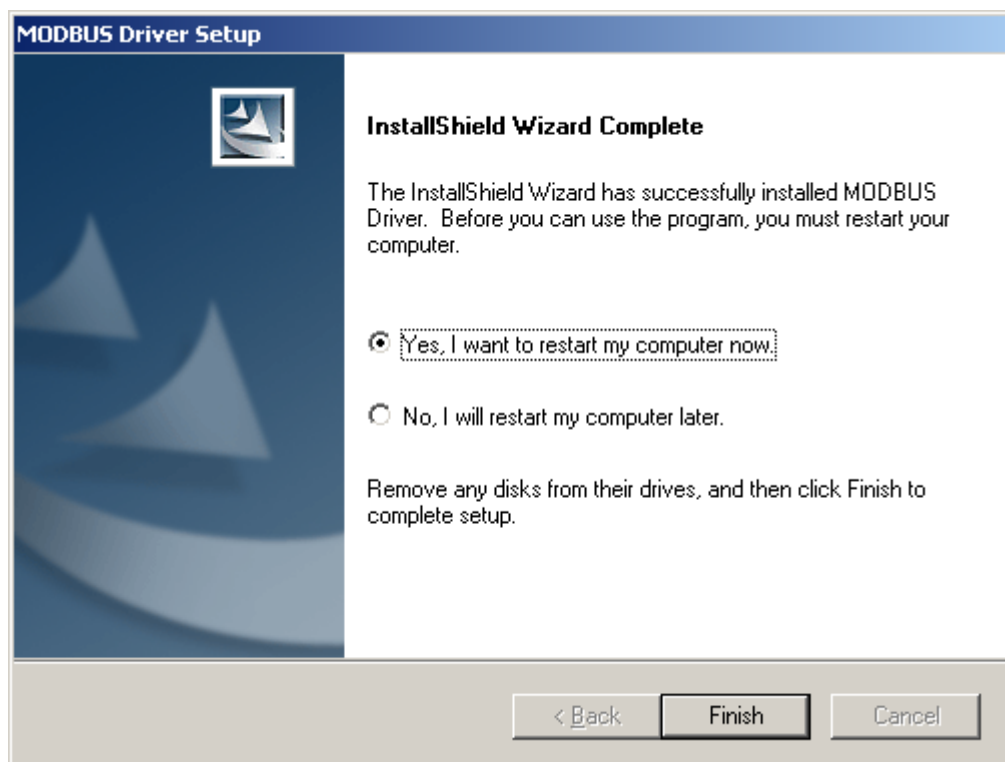 MODBUS Driver Setup
InstallShield Wizard Complete
The InstallShield Wizard has successfully installed MODBUS
Driver. Before you can use the program, you must restart your
computer.
Yes, I want to restart my computer now.
No, I will restart my computer later.
Remove any disks from their drives, and then click Finish to
complete setup.
< Back Finish Cancel